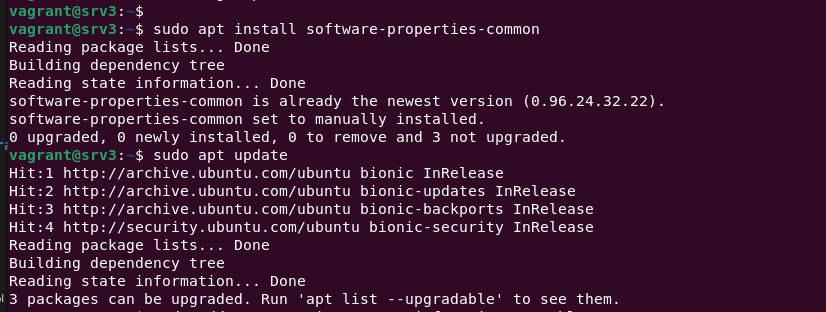 vagrant@srv3:~$
vagrant@srv3:~$ sudo apt install software-properties-common
Reading package lists... Done
Building dependency tree
Reading state information... Done
software-properties-common is already the newest version (0.96.24.32.22).
software-properties-common set to manually installed.
0 upgraded, 0 newly installed, 0 to remove and 3 not upgraded.
vagrant@srv3:~$ sudo apt update
Hit:1 http://archive.ubuntu.com/ubuntu bionic InRelease
Hit:2 http://archive.ubuntu.com/ubuntu bionic-updates InRelease
Hit:3 http://archive.ubuntu.com/ubuntu bionic-backports InRelease
Hit:4 http://security.ubuntu.com/ubuntu bionic-security InRelease
Reading package lists... Done
Building dependency tree
Reading state information... Done
3 packages can be upgraded. Run 'apt list --upgradable' to see them.